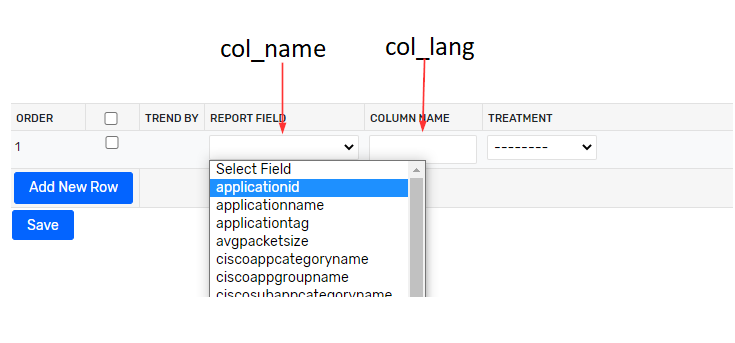 col_name
col_lang
ORDER TREND BY REPORT FIELD COLUMN NAME TREATMENT
1 --------
Select Field
Add New Row
applicationid
applicationname
applicationtag
Save
avgpacketsize
ciscoappcategoryname
ciscoappgroupname
ciscosubappcategoryname